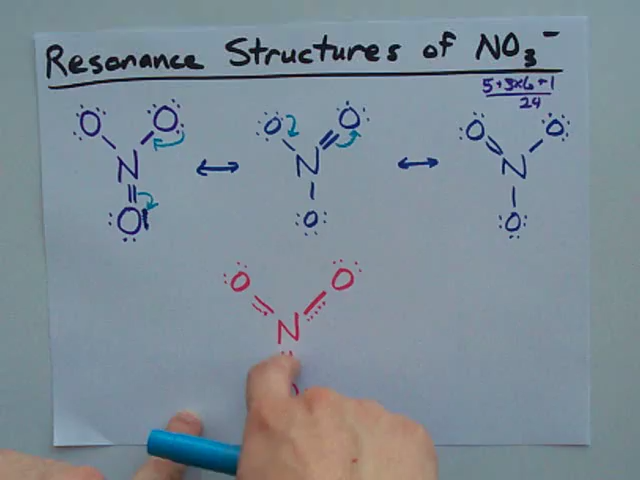 Resonance Structures of NO₃⁻
5+3×6+1
24
O O O O O O
N N N
O O O
O O
N